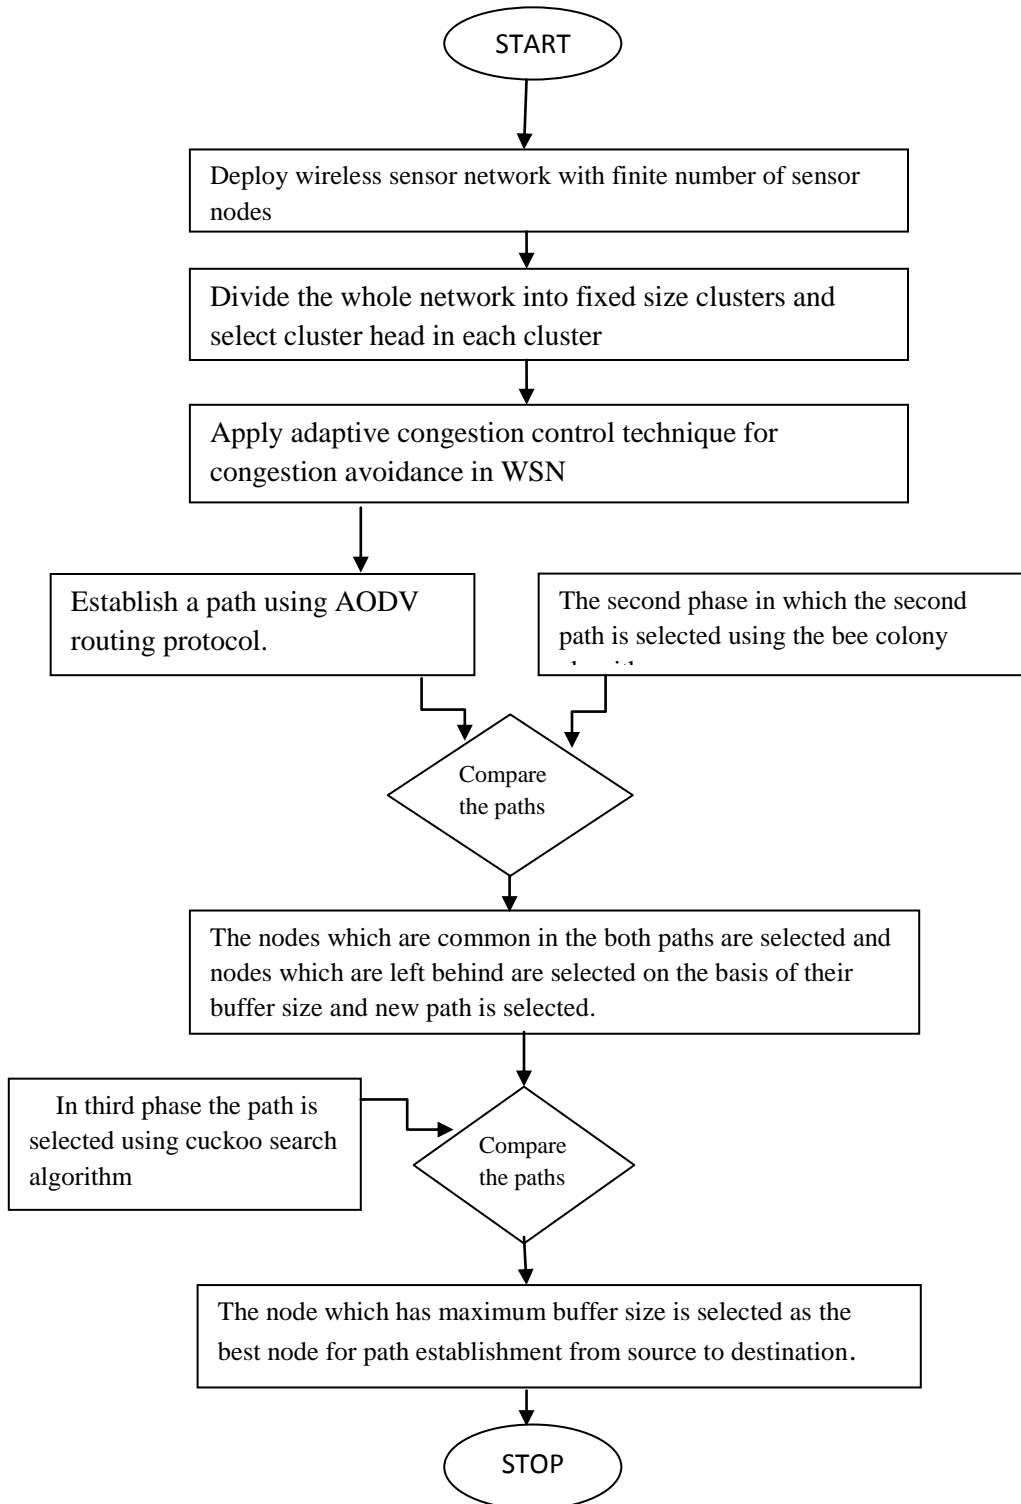 START
Deploy wireless sensor network with finite number of sensor
nodes
Divide the whole network into fixed size clusters and
select cluster head in each cluster
Apply adaptive congestion control technique for
congestion avoidance in WSN
Establish a path using AODV
routing protocol.
The second phase in which the second
path is selected using the bee colony
Compare
the paths
The nodes which are common in the both paths are selected and
nodes which are left behind are selected on the basis of their
buffer size and new path is selected.
In third phase the path is
selected using cuckoo search
algorithm
Compare
the paths
The node which has maximum buffer size is selected as the
best node for path establishment from source to destination.
STOP